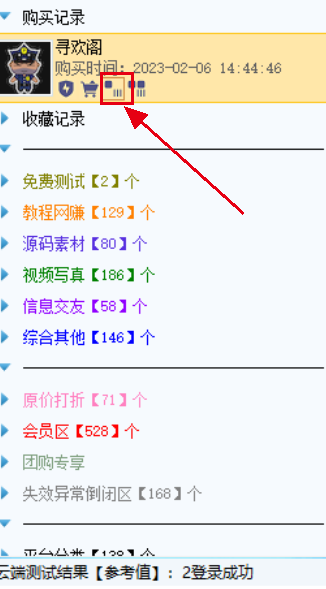 购买记录
寻欢阁
购买时间: 2023-02-06 14:44:46
收藏记录
免费测试【2】个
教程网赚【129】个
源码素材【80】个
视频写真【186】个
信息交友【58】个
综合其他【146】个
原价打折【71】个
会员区【528】个
团购专享
失效异常倒闭区【168】个
平台分类【138】个
云端测试结果【参考值】: 2登录成功